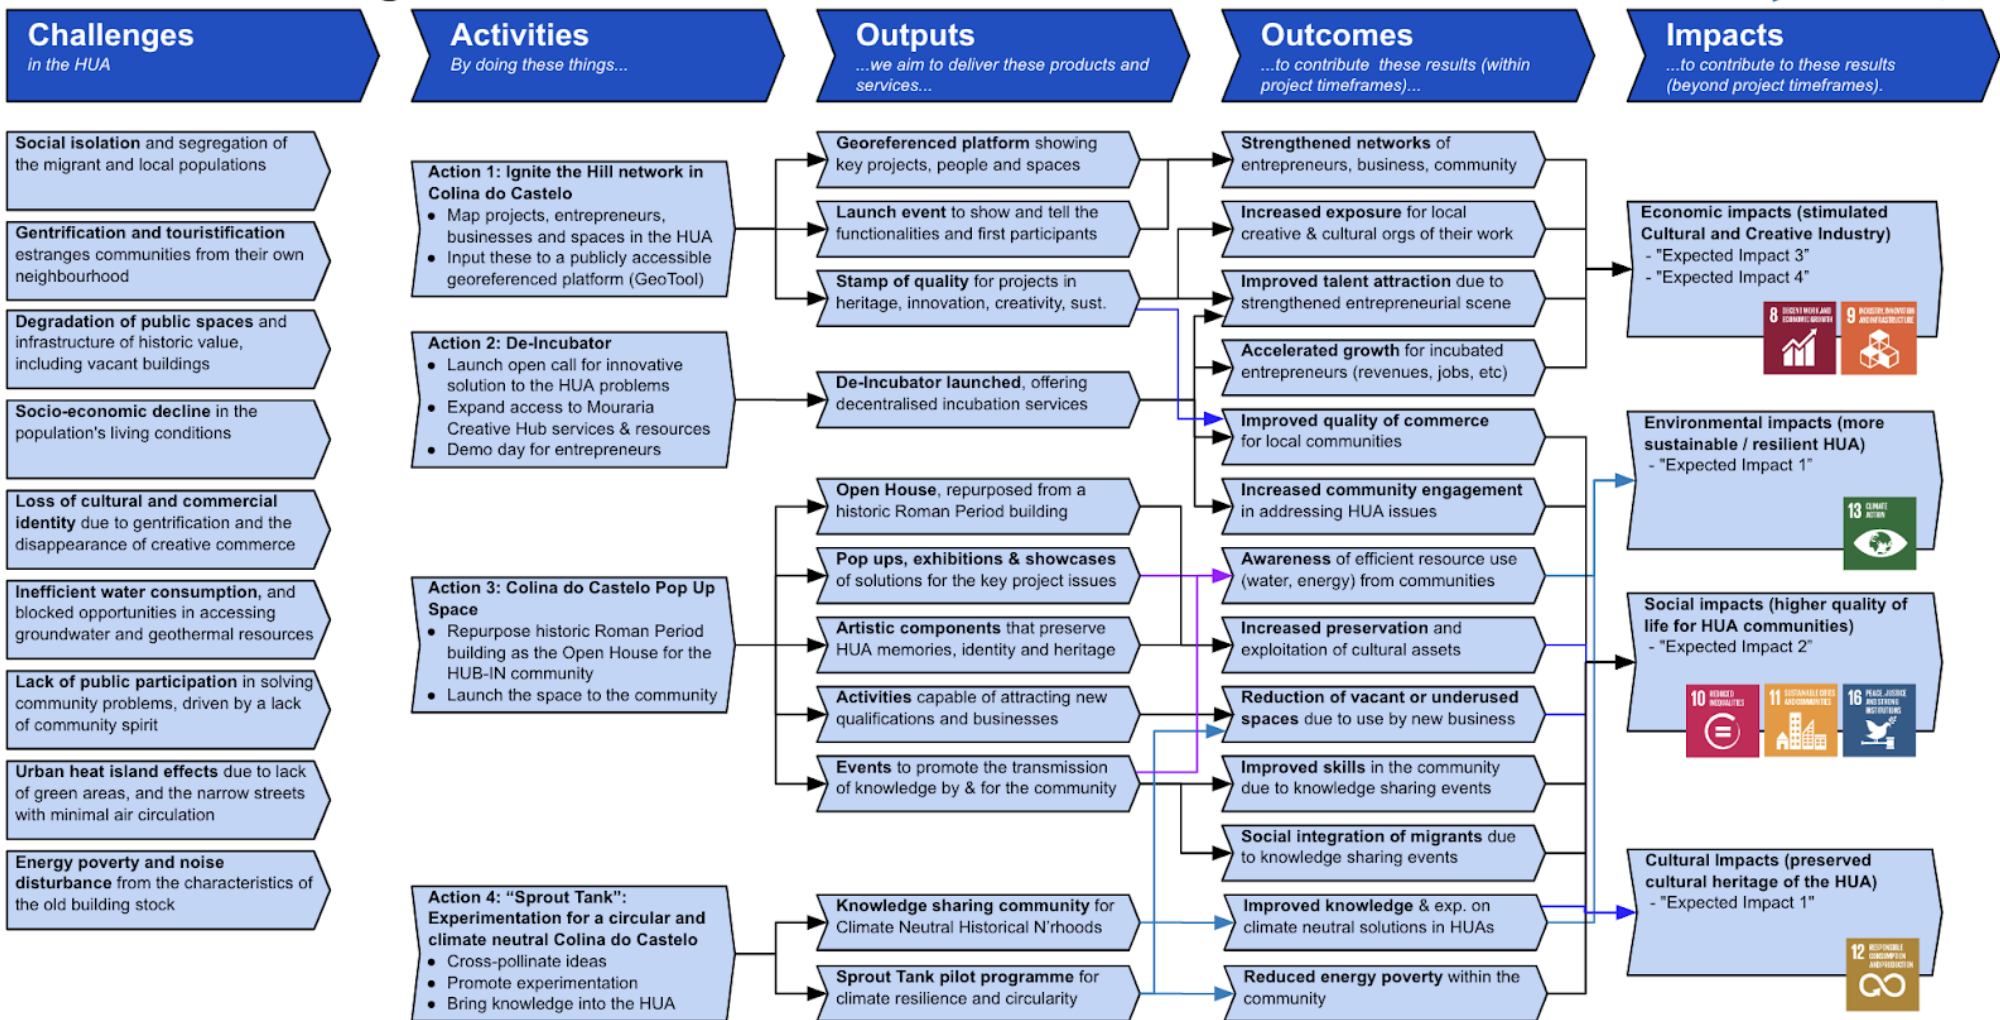 Challenges
in the HUA
Activities
By doing these things...
Outputs
...we aim to deliver these products and
services...
Outcomes
...to contribute  these results (within
project timeframes)...
Impacts
...to contribute to these results
(beyond project timeframes).
Social isolation and segregation of
the migrant and local populations
Gentrification and touristification
estranges communities from their own
neighbourhood
Degradation of public spaces and
infrastructure of historic value,
including vacant buildings
Socio-economic decline in the
population's living conditions
Loss of cultural and commercial
identity due to gentrification and the
disappearance of creative commerce
Inefficient water consumption, and
blocked opportunities in accessing
groundwater and geothermal resources
Lack of public participation in solving
community problems, driven by a lack
of community spirit
Urban heat island effects due to lack
of green areas, and the narrow streets
with minimal air circulation
Energy poverty and noise
disturbance from the characteristics of
the old building stock
Action 1: Ignite the Hill network in
Colina do Castelo
● Map projects, entrepreneurs,
businesses and spaces in the HUA
● Input these to a publicly accessible
georeferenced platform (GeoTool)
Action 2: De-Incubator
● Launch open call for innovative
solution to the HUA problems
● Expand access to Mouraria
Creative Hub services & resources
● Demo day for entrepreneurs
Action 3: Colina do Castelo Pop Up
Space
● Repurpose historic Roman Period
building as the Open House for the
HUB-IN community
● Launch the space to the community
Action 4: “Sprout Tank”:
Experimentation for a circular and
climate neutral Colina do Castelo
● Cross-pollinate ideas
● Promote experimentation
● Bring knowledge into the HUA
Georeferenced platform showing
key projects, people and spaces
Launch event to show and tell the
functionalities and first participants
Stamp of quality for projects in
heritage, innovation, creativity, sust.
De-Incubator launched, offering
decentralised incubation services
Open House, repurposed from a
historic Roman Period building
Pop ups, exhibitions & showcases
of solutions for the key project issues
Artistic components that preserve
HUA memories, identity and heritage
Activities capable of attracting new
qualifications and businesses
Events to promote the transmission
of knowledge by & for the community
Knowledge sharing community for
Climate Neutral Historical N'rhoods
Sprout Tank pilot programme for
climate resilience and circularity
Strengthened networks of
entrepreneurs, business, community
Increased exposure for local
creative & cultural orgs of their work
Improved talent attraction due to
strengthened entrepreneurial scene
Accelerated growth for incubated
entrepreneurs (revenues, jobs, etc)
Improved quality of commerce
for local communities
Increased community engagement
in addressing HUA issues
Awareness of efficient resource use
(water, energy) from communities
Increased preservation and
exploitation of cultural assets
Reduction of vacant or underused
spaces due to use by new business
Improved skills in the community
due to knowledge sharing events
Social integration of migrants due
to knowledge sharing events
Improved knowledge & exp. on
climate neutral solutions in HUAs
Reduced energy poverty within the
community
Economic impacts (stimulated
Cultural and Creative Industry)
- "Expected Impact 3”
- "Expected Impact 4”
8 DECENT WORK AND
ECONOMIC GROWTH
9 INDUSTRY, INNOVATION
AND INFRASTRUCTURE
Environmental impacts (more
sustainable / resilient HUA)
- "Expected Impact 1”
13 CLIMATE
ACTION
Social impacts (higher quality of
life for HUA communities)
- "Expected Impact 2”
10 REDUCED
INEQUALITIES
11 SUSTAINABLE CITIES
AND COMMUNITIES
16 PEACE, JUSTICE
AND STRONG
INSTITUTIONS
Cultural Impacts (preserved
cultural heritage of the HUA)
- "Expected Impact 1"
12 RESPONSIBLE
CONSUMPTION
AND PRODUCTION